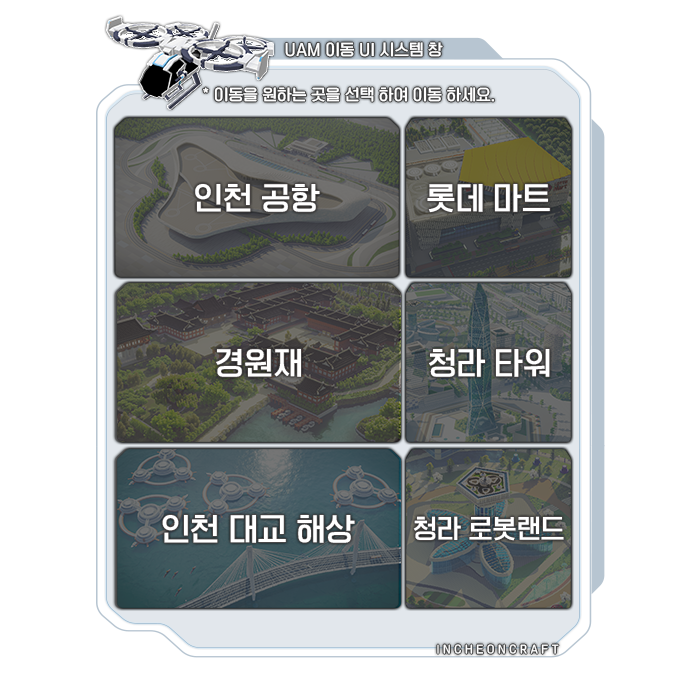 UAM 이동 UI 시스템 창
* 이동을 원하는 곳을 선택 하여 이동 하세요.
인천 공항
롯데 마트
경원재
청라 타워
인천 대교 해상
청라 로봇랜드
INCHEONCRAFT